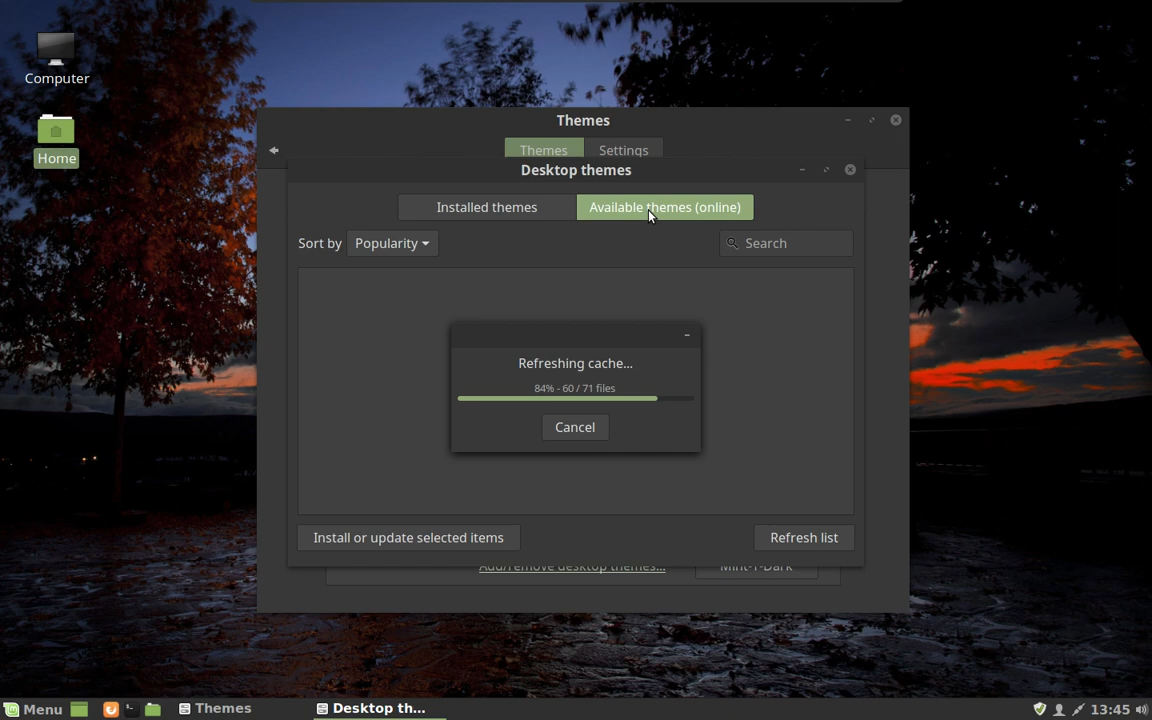 Computer
Home
Themes
Themes
Settings
Desktop themes
Installed themes
Available themes (online)
Sort by
Popularity
Search
Refreshing cache...
84% - 60 / 71 files
Cancel
Install or update selected items
Refresh list
Add/remove desktop themes...
Mint-Y-Dark
Menu
Themes
Desktop th...
13:45